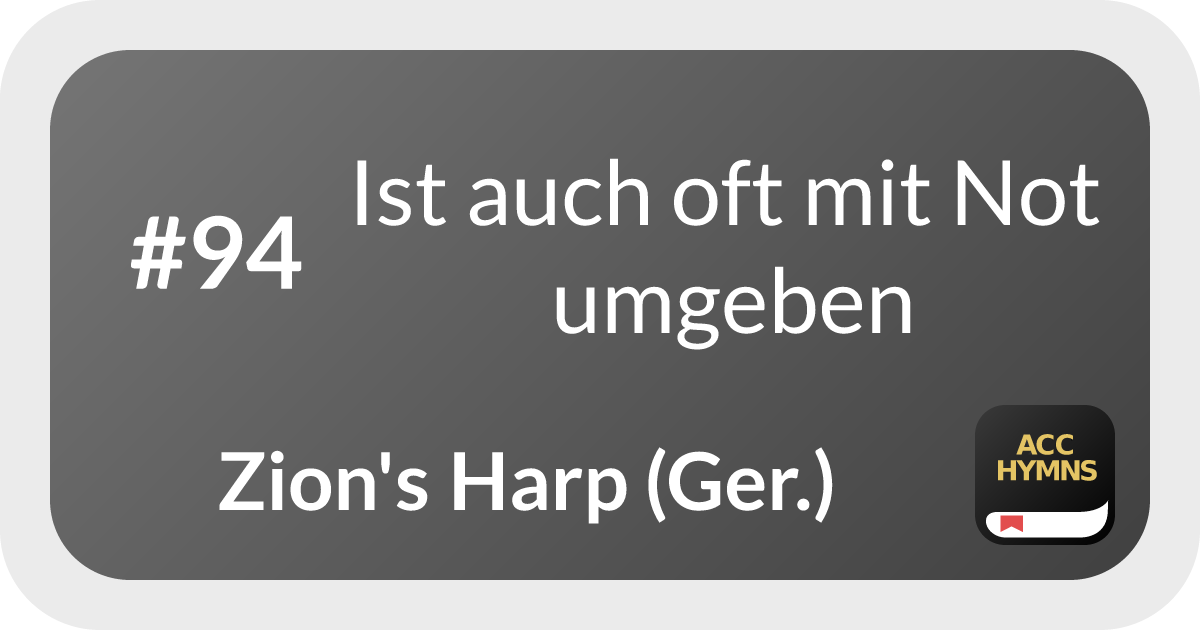 #94
Ist auch oft mit Not
umgeben
Zion's Harp (Ger.)
ACC
HYMNS